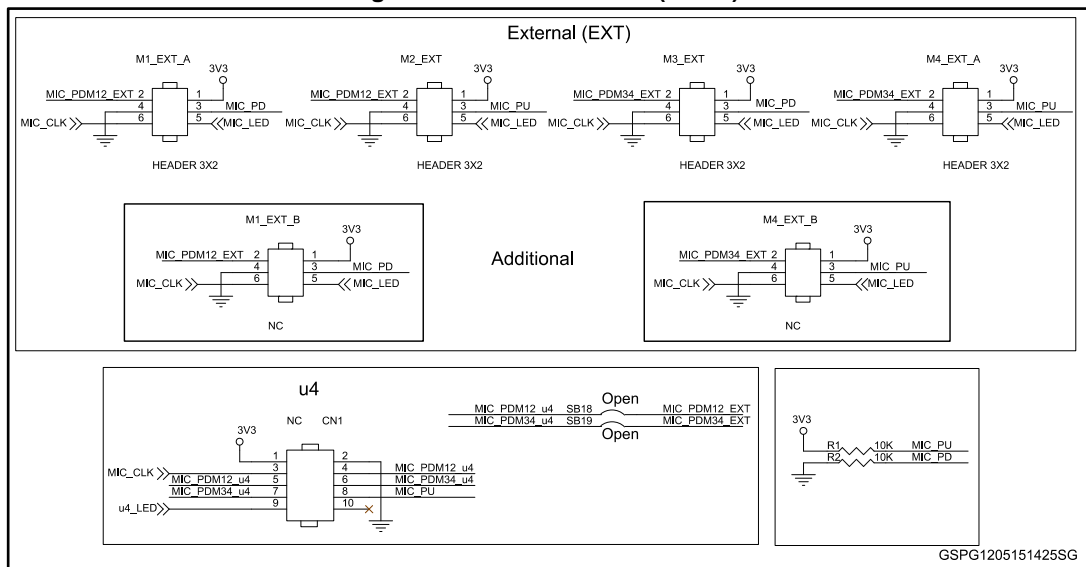 External (EXT)
M1_EXT_A
M2_EXT
M3_EXT
M4_EXT_A
3V3
3V3
3V3
3V3
MIC_PDM12_EXT 2 1
4 3 MIC_PD
MIC_CLK 6 5 MIC_LED
HEADER 3X2
MIC_PDM12_EXT 2 1
4 3 MIC_PU
MIC_CLK 6 5 MIC_LED
HEADER 3X2
MIC_PDM34_EXT 2 1
4 3 MIC_PD
MIC_CLK 6 5 MIC_LED
HEADER 3X2
MIC_PDM34_EXT 2 1
4 3 MIC_PU
MIC_CLK 6 5 MIC_LED
HEADER 3X2
M1_EXT_B
3V3
MIC_PDM12_EXT 2 1
4 3 MIC_PD
MIC_CLK 6 5 MIC_LED
NC
Additional
M4_EXT_B
3V3
MIC_PDM34_EXT 2 1
4 3 MIC_PU
MIC_CLK 6 5 MIC_LED
NC
u4
NC CN1
3V3
1 2
MIC_CLK 3 4 MIC_PDM12_u4
MIC_PDM12_u4 5 6 MIC_PDM34_u4
MIC_PDM34_u4 7 8 MIC_PU
u4_LED 9 10
Open
MIC_PDM12_u4 SB18 MIC_PDM12_EXT
MIC_PDM34_u4 SB19 MIC_PDM34_EXT
Open
3V3
R1 10K MIC_PU
R2 10K MIC_PD
GSPG1205151425SG